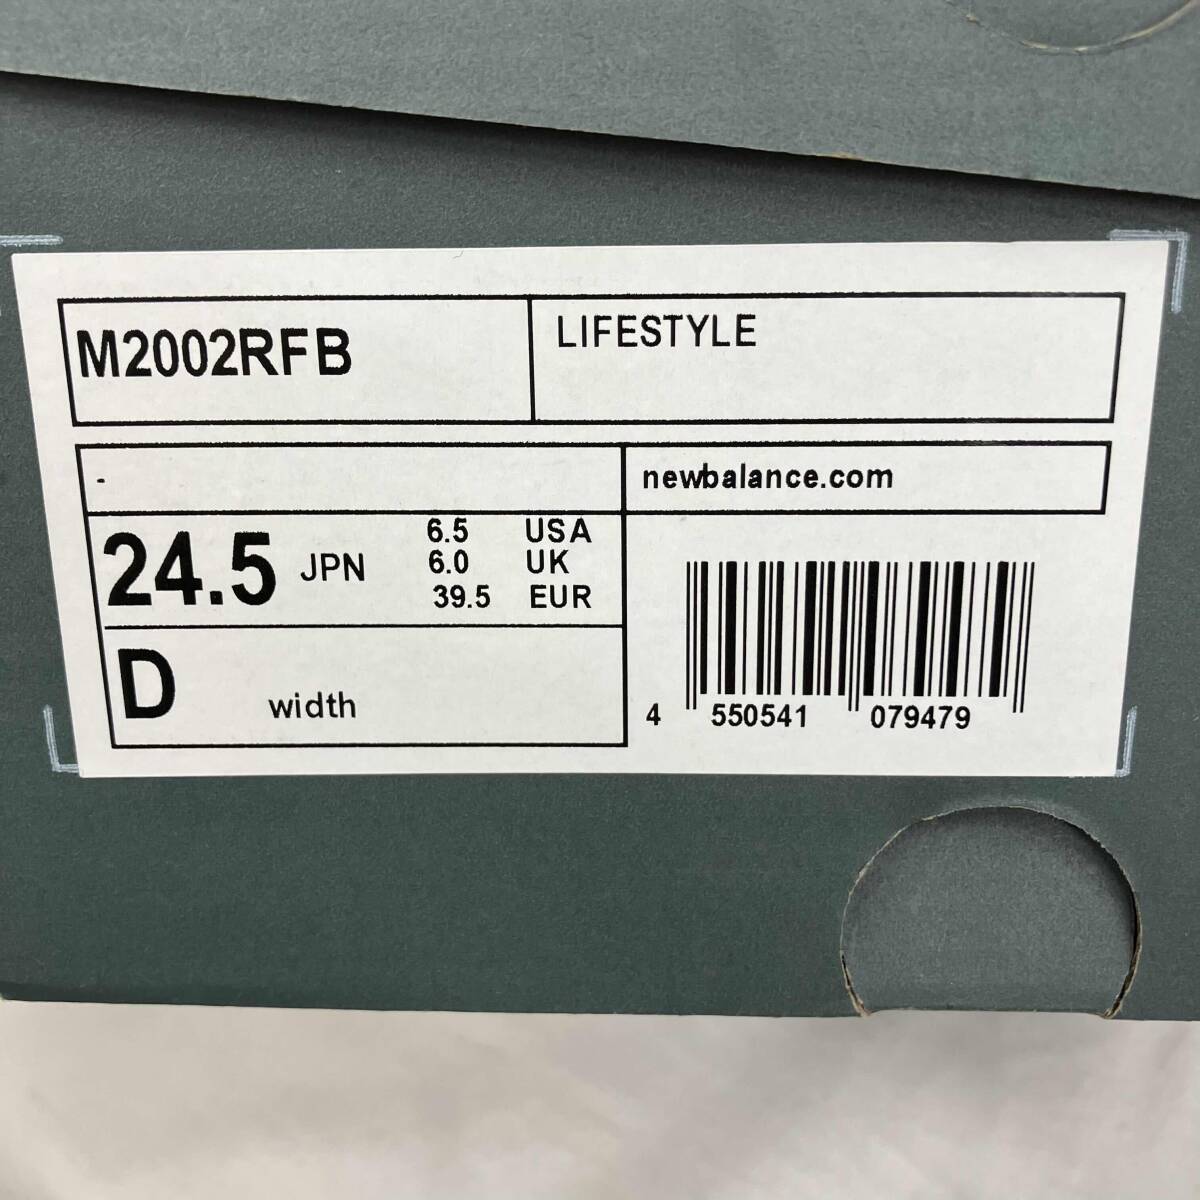 M2002RFB
LIFESTYLE
-
newbalance.com
24.5 JPN
6.5 USA
6.0 UK
39.5 EUR
D width
4 550541 079479